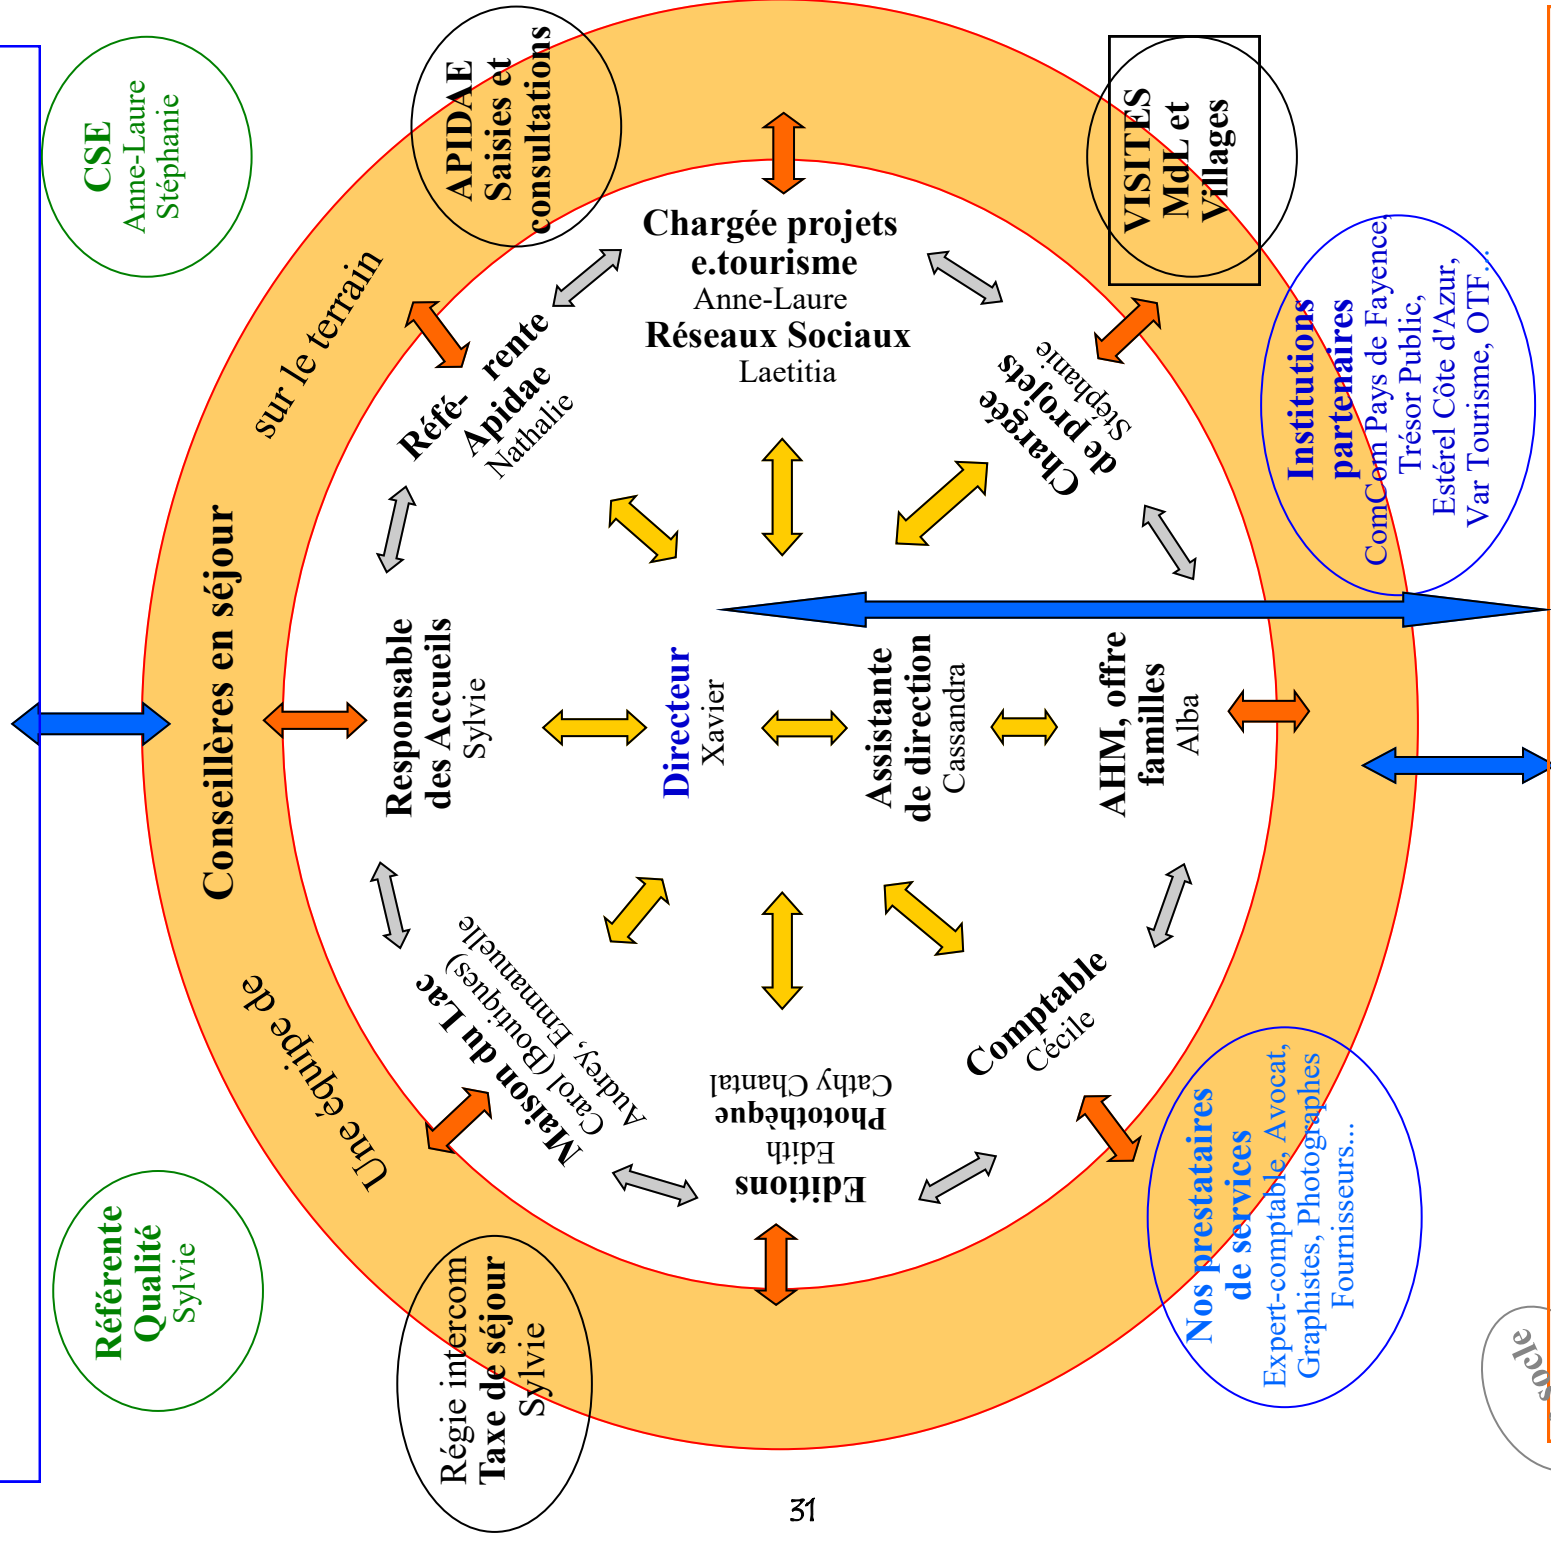 CSE
Anne-Laure
Stéphanie
APIDAE
Saisies et
consultations
VISITES
MdL et
Villages
Institutions
partenaires
ComCom Pays de Fayence,
Trésor Public,
Estérel Côte d'Azur,
Var Tourisme, OTF...
Une équipe de
Conseillères en séjour
sur le terrain
Chargée projets
e.tourisme
Anne-Laure
Réseaux Sociaux
Laetitia
Réfé- rente
Apidae
Nathalie
Chargée
de projets
Stéphanie
Responsable
des Accueils
Sylvie
Directeur
Xavier
Assistante
de direction
Cassandra
AHM, offre
familles
Alba
Maison du Lac
Carol (Boutiques)
Audrey, Emmanuelle
Editions
Edith
Photothèque
Cathy Chantal
Comptable
Cécile
Référente
Qualité
Sylvie
Régie intercom
Taxe de séjour
Sylvie
Nos prestataires
de services
Expert-comptable, Avocat,
Graphistes, Photographes
Fournisseurs...
socle
31